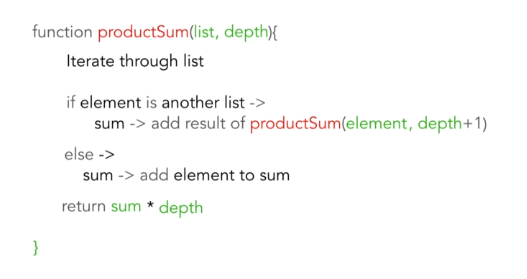 function productSum(list, depth){
Iterate through list
if element is another list ->
sum -> add result of productSum(element, depth+1)
else ->
sum -> add element to sum
return sum * depth
}